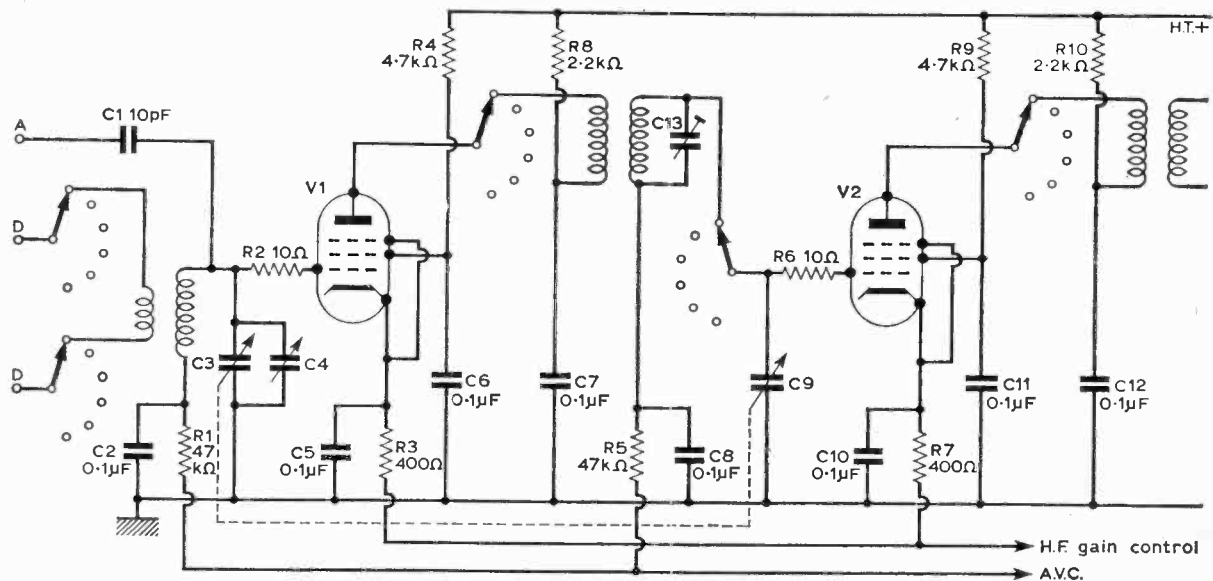 R4
4·7kΩ
R8
2·2kΩ
R9
4·7kΩ
R10
2·2kΩ
H.T.+
C1 10pF
A
C13
V1
V2
D
R2 10Ω
R6 10Ω
D
C3
C4
C6
0·1µF
C7
0·1µF
C9
C11
0·1µF
C12
0·1µF
C2
0·1µF
R1
47
kΩ
C5
0·1µF
R3
400Ω
R5
47kΩ
C8
0·1µF
C10
0·1µF
R7
400Ω
H.F. gain control
A.V.C.